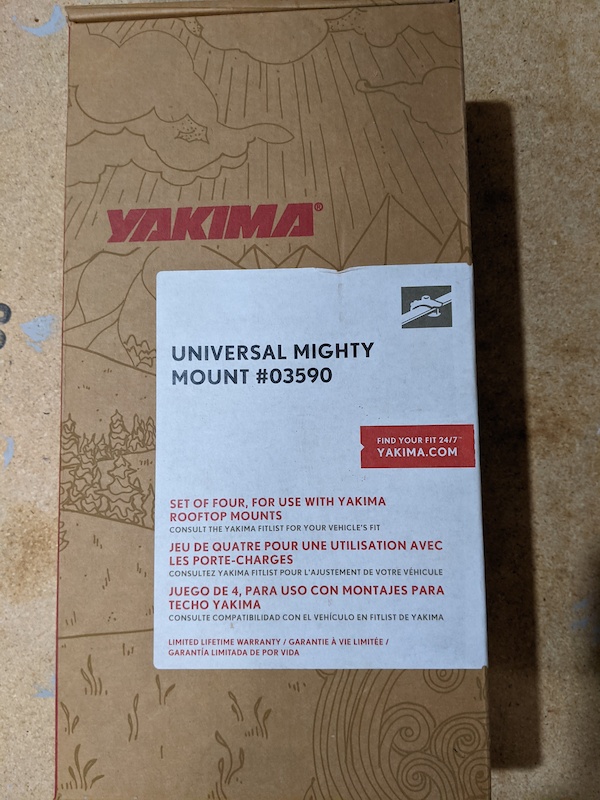 YAKIMA®
UNIVERSAL MIGHTY
MOUNT #03590
FIND YOUR FIT 24/7™
YAKIMA.COM
SET OF FOUR, FOR USE WITH YAKIMA
ROOFTOP MOUNTS
CONSULT THE YAKIMA FITLIST FOR YOUR VEHICLE'S FIT
JEU DE QUATRE POUR UNE UTILISATION AVEC
LES PORTE-CHARGES
CONSULTEZ YAKIMA FITLIST POUR L'AJUSTEMENT DE VOTRE VÉHICULE
JUEGO DE 4, PARA USO CON MONTAJES PARA
TECHO YAKIMA
CONSULTE COMPATIBILIDAD CON EL VEHÍCULO EN FITLIST DE YAKIMA
LIMITED LIFETIME WARRANTY / GARANTIE À VIE LIMITÉE /
GARANTÍA LIMITADA DE POR VIDA